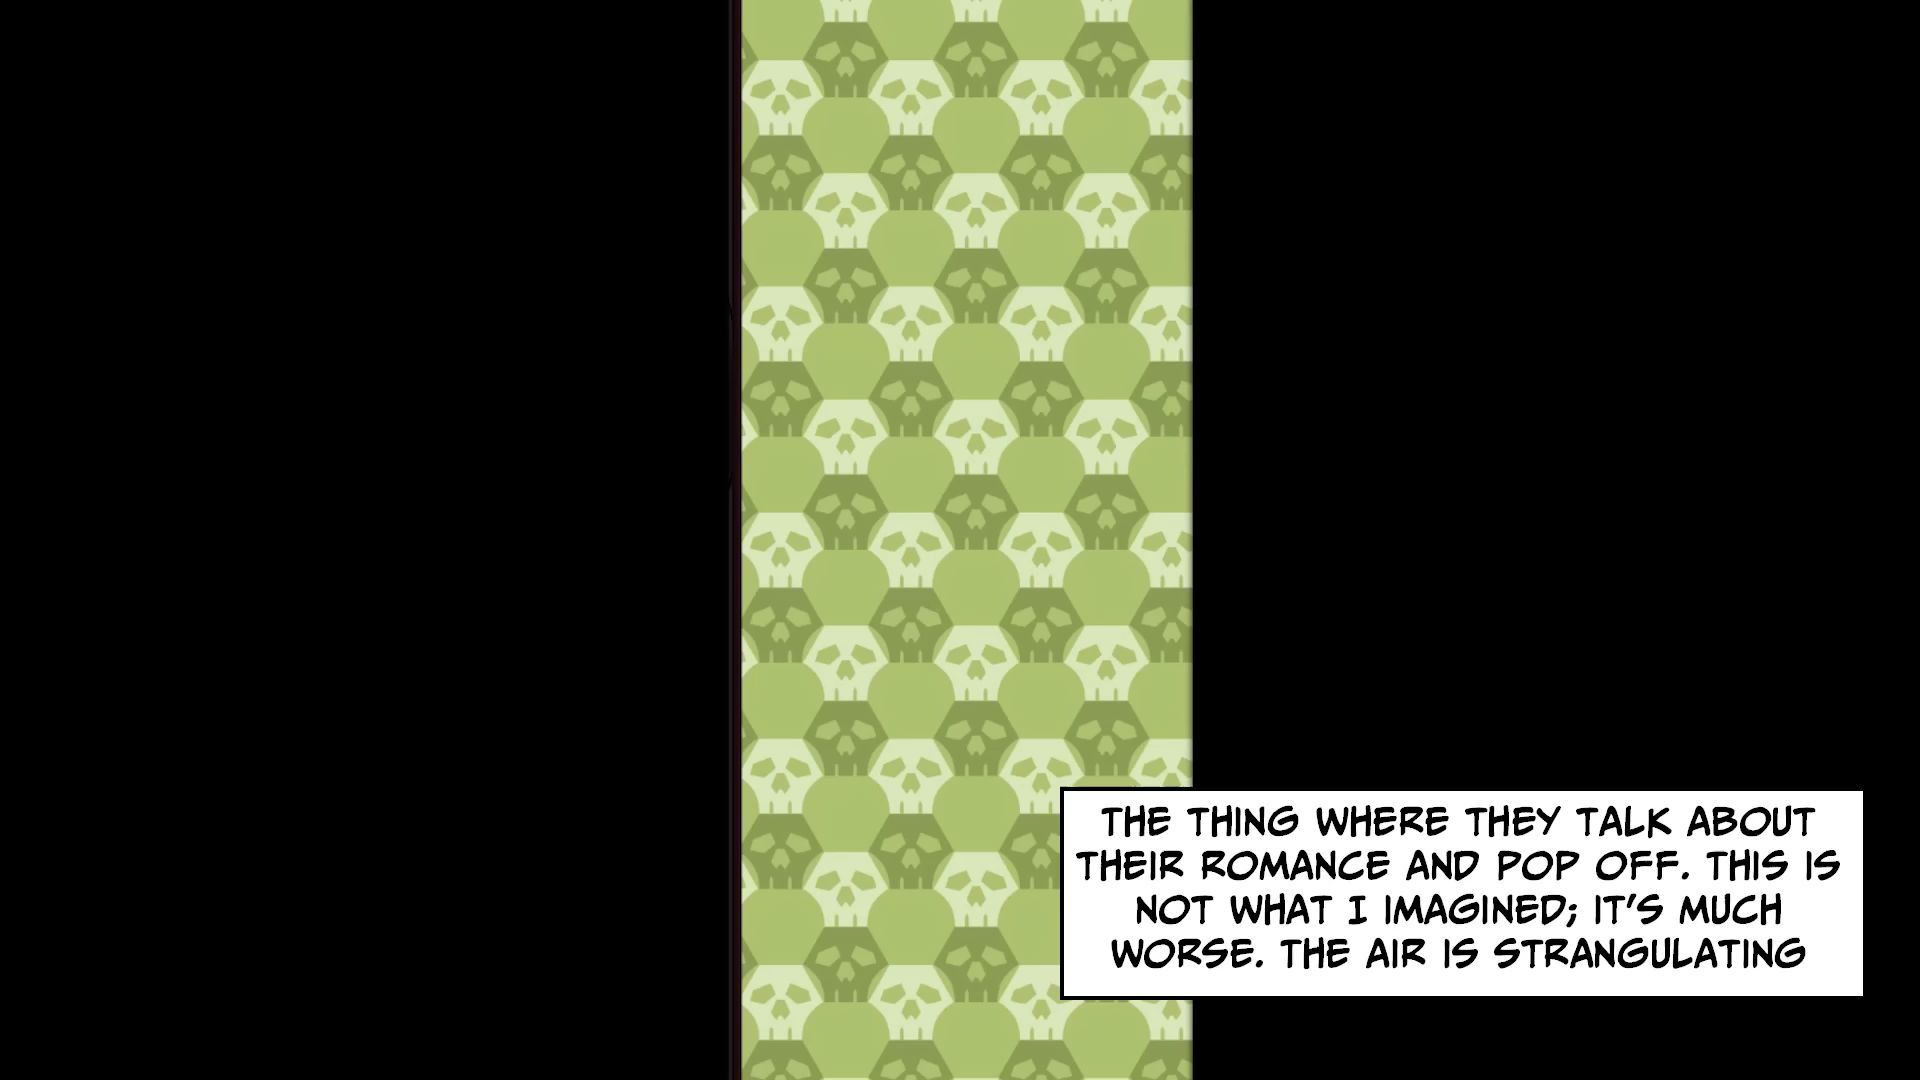 THE THING WHERE THEY TALK ABOUT
THEIR ROMANCE AND POP OFF. THIS IS
NOT WHAT I IMAGINED; IT'S MUCH
WORSE. THE AIR IS STRANGULATING